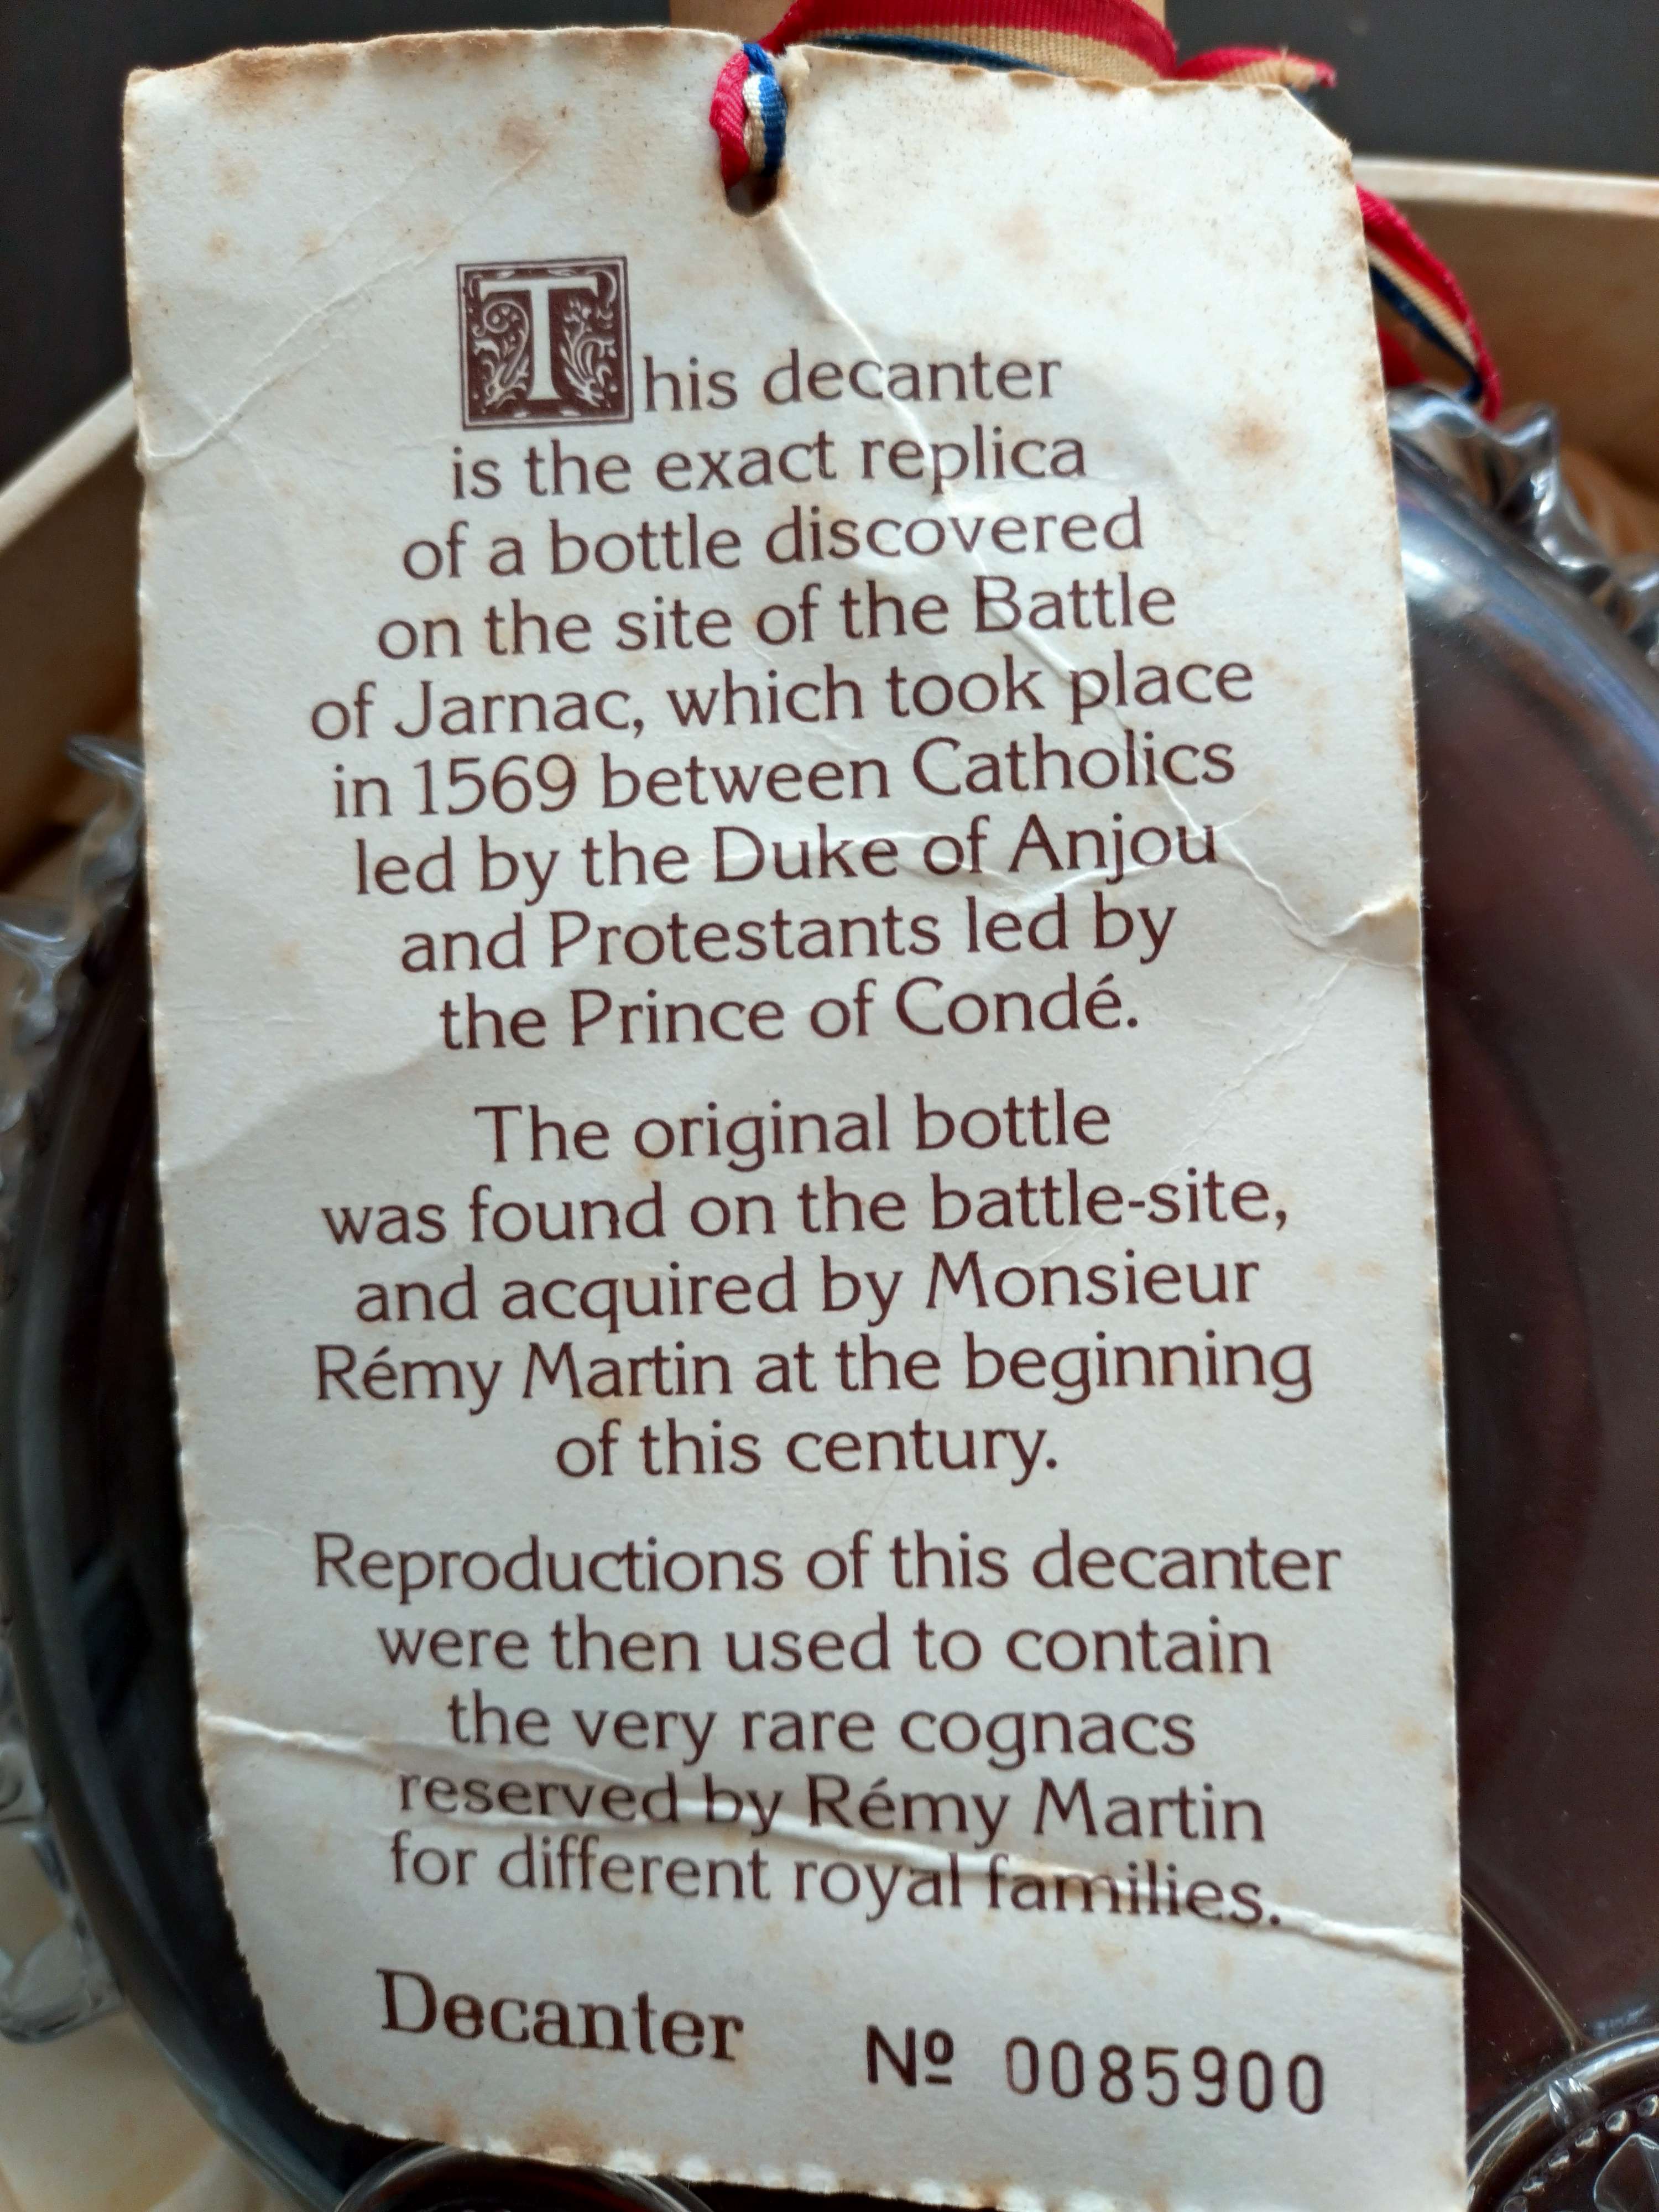 This decanter
is the exact replica
of a bottle discovered
on the site of the Battle
of Jarnac, which took place
in 1569 between Catholics
led by the Duke of Anjou
and Protestants led by
the Prince of Condé.
The original bottle
was found on the battle-site,
and acquired by Monsieur
Rémy Martin at the beginning
of this century.
Reproductions of this decanter
were then used to contain
the very rare cognacs
reserved by Rémy Martin
for different royal families.
Decanter Nº 0085900